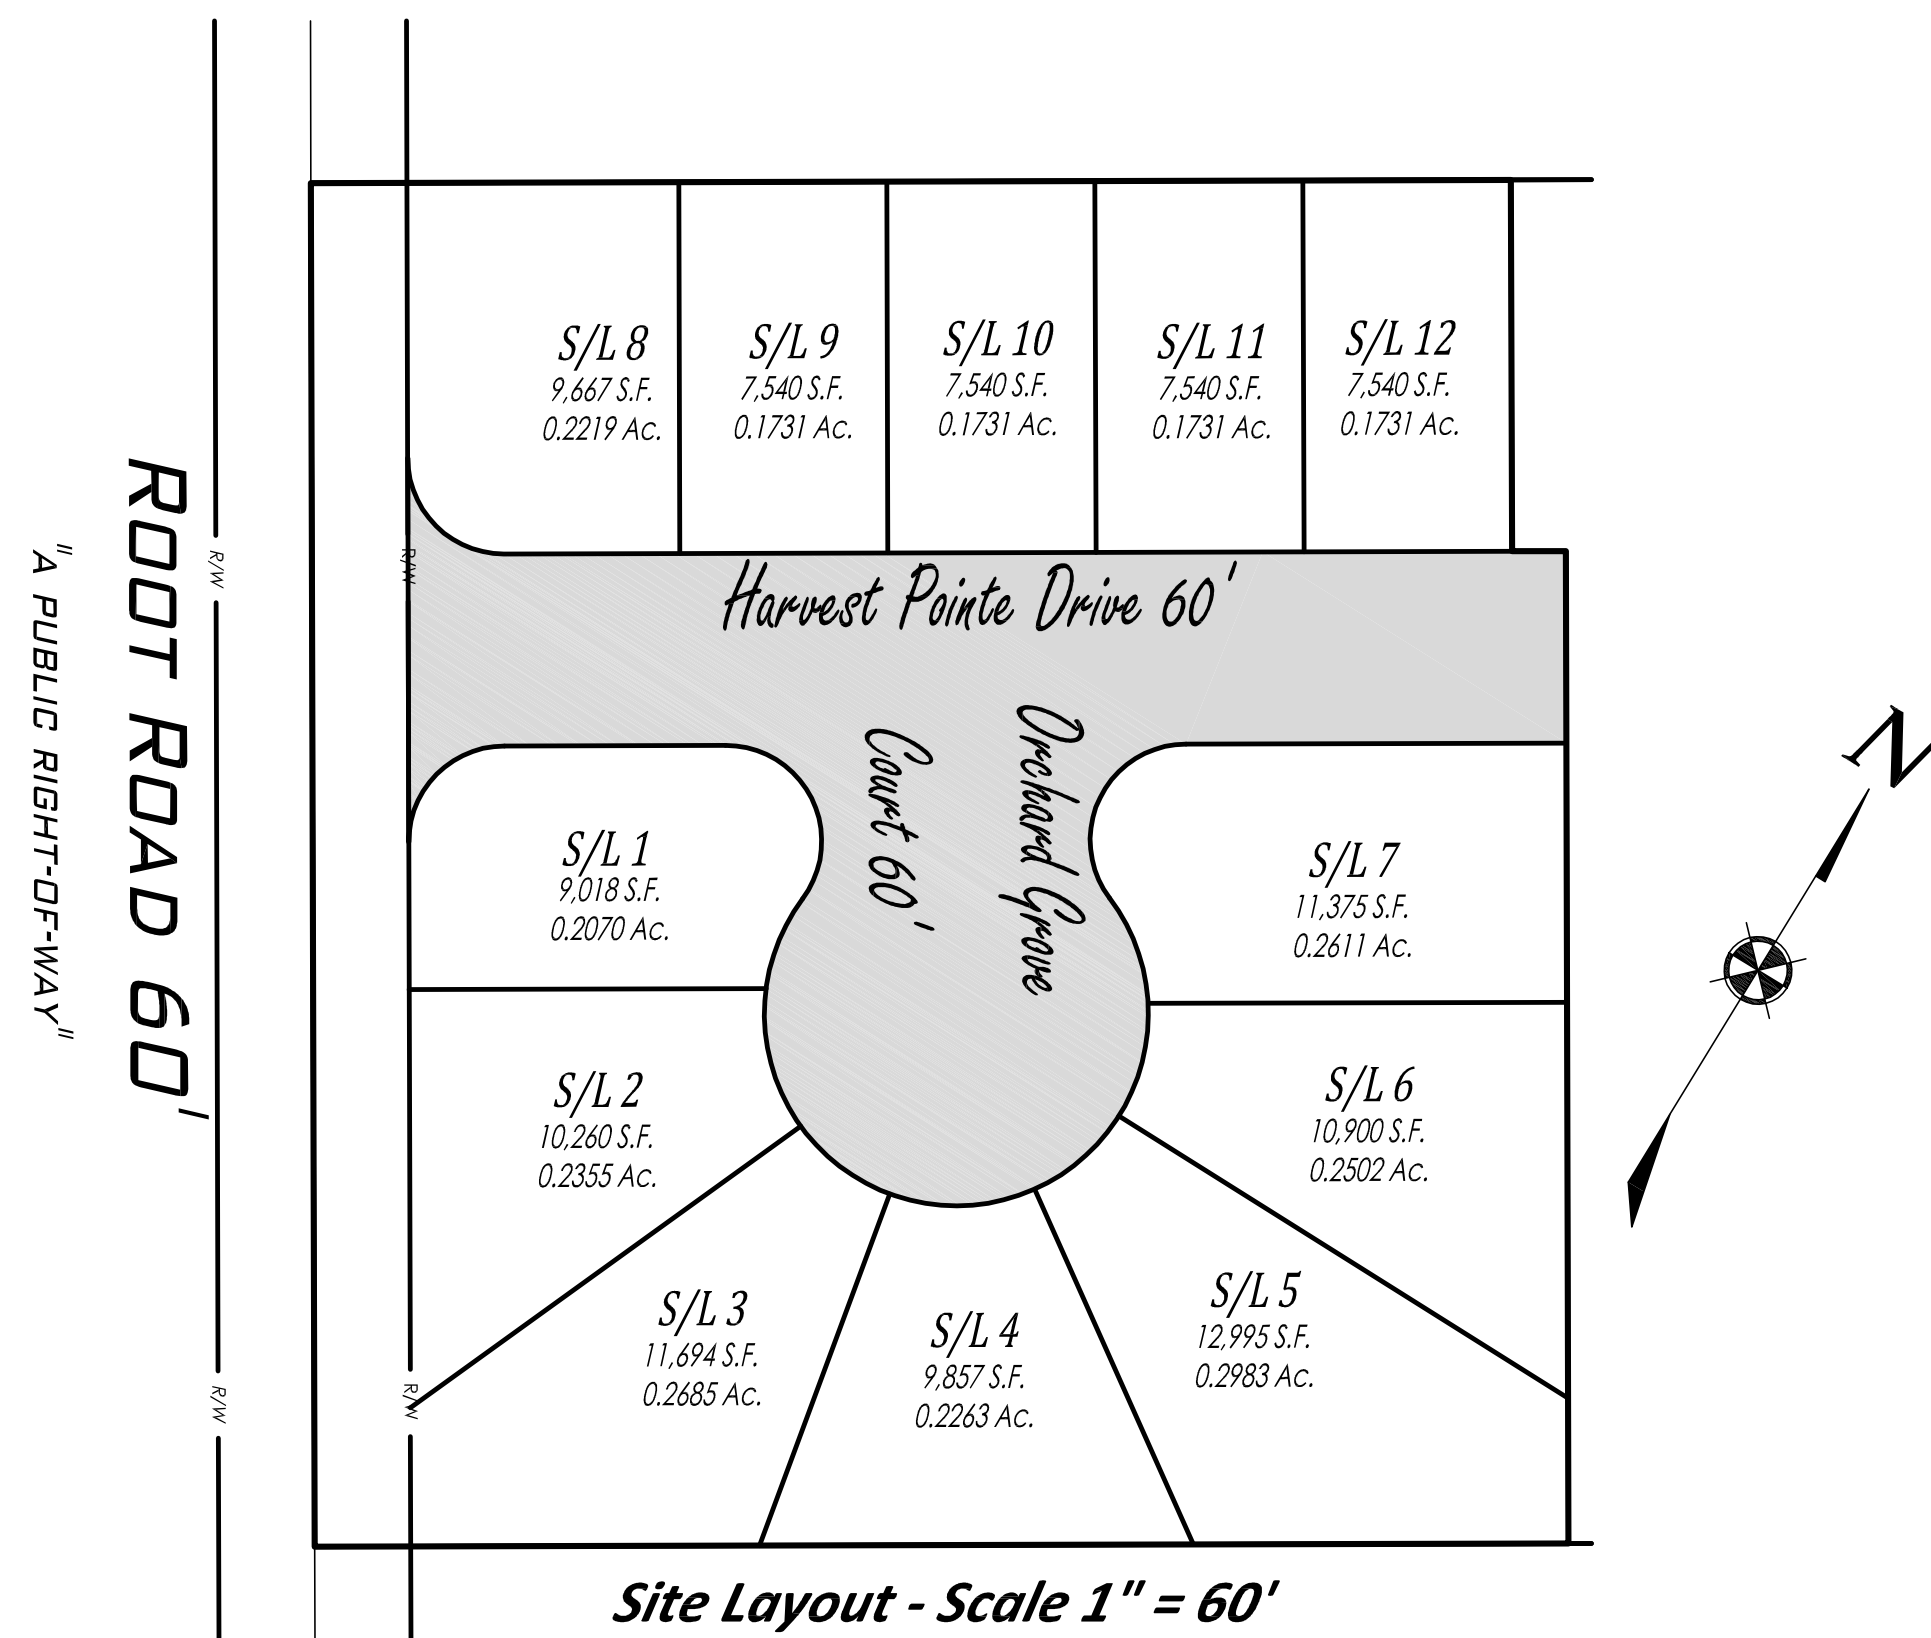 S/L 8
9,667 S.F.
0.2219 Ac.
S/L 9
7,540 S.F.
0.1731 Ac.
S/L 10
7,540 S.F.
0.1731 Ac.
S/L 11
7,540 S.F.
0.1731 Ac.
S/L 12
7,540 S.F.
0.1731 Ac.
ROOT ROAD 60'
"A PUBLIC RIGHT-OF-WAY"
R/W
R/W
Harvest Pointe Drive 60'
Orchard Grove
Court 60'
N
S/L 1
9,018 S.F.
0.2070 Ac.
S/L 7
11,375 S.F.
0.2611 Ac.
S/L 2
10,260 S.F.
0.2355 Ac.
S/L 6
10,900 S.F.
0.2502 Ac.
S/L 3
11,694 S.F.
0.2685 Ac.
S/L 4
9,857 S.F.
0.2263 Ac.
S/L 5
12,995 S.F.
0.2983 Ac.
R/W
R/W
Site Layout - Scale 1" = 60'